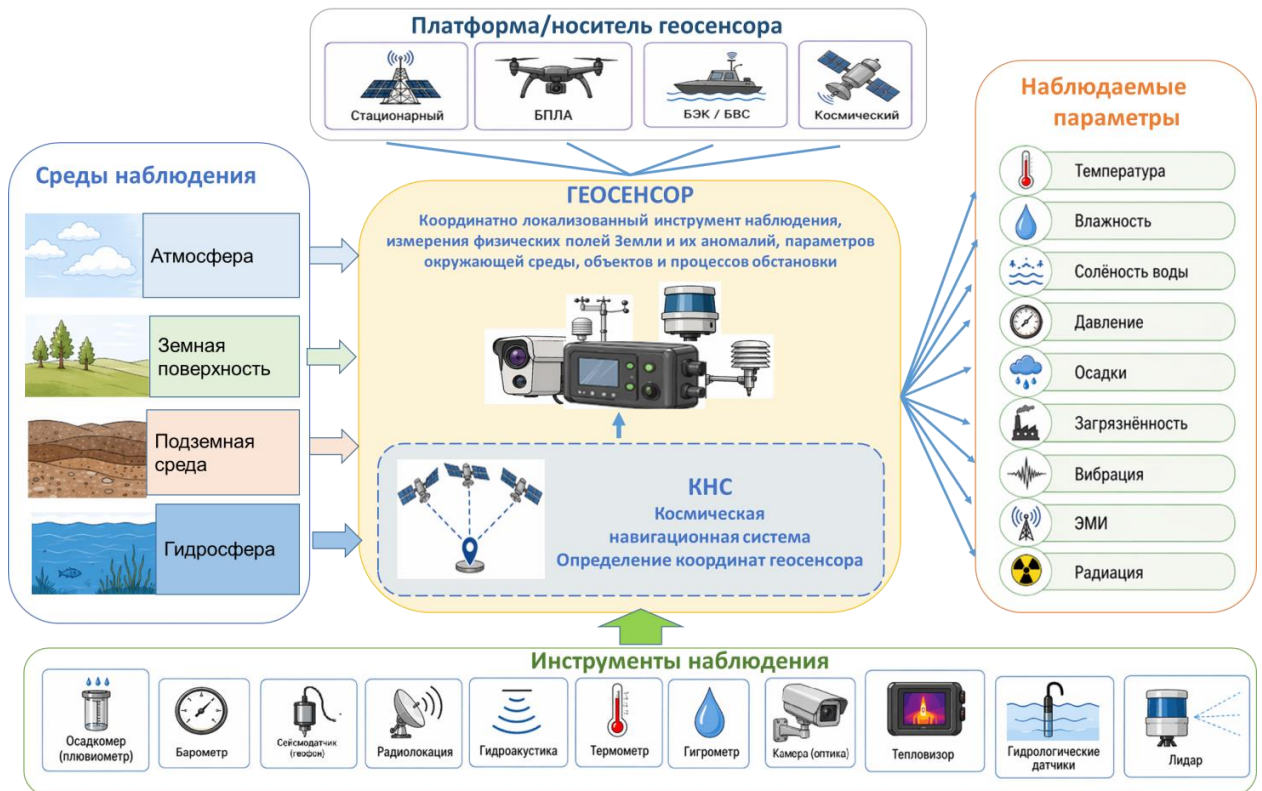 Платформа/носитель геосенсора
Стационарный
БПЛА
БЭК / БВС
Космический
Среды наблюдения
Атмосфера
Земная
поверхность
Подземная
среда
Гидросфера
ГЕОСЕНСОР
Координатно локализованный инструмент наблюдения,
измерения физических полей Земли и их аномалий, параметров
окружающей среды, объектов и процессов обстановки
КНС
Космическая
навигационная система
Определение координат геосенсора
Наблюдаемые
параметры
Температура
Влажность
Солёность воды
Давление
Осадки
Загрязнённость
Вибрация
ЭМИ
Радиация
Инструменты наблюдения
Осадкомер
(плювиометр)
Барометр
Сейсмодатчик
(геофон)
Радиолокация
Гидроакустика
Термометр
Гигрометр
Камера (оптика)
Тепловизор
Гидрологические
датчики
Лидар